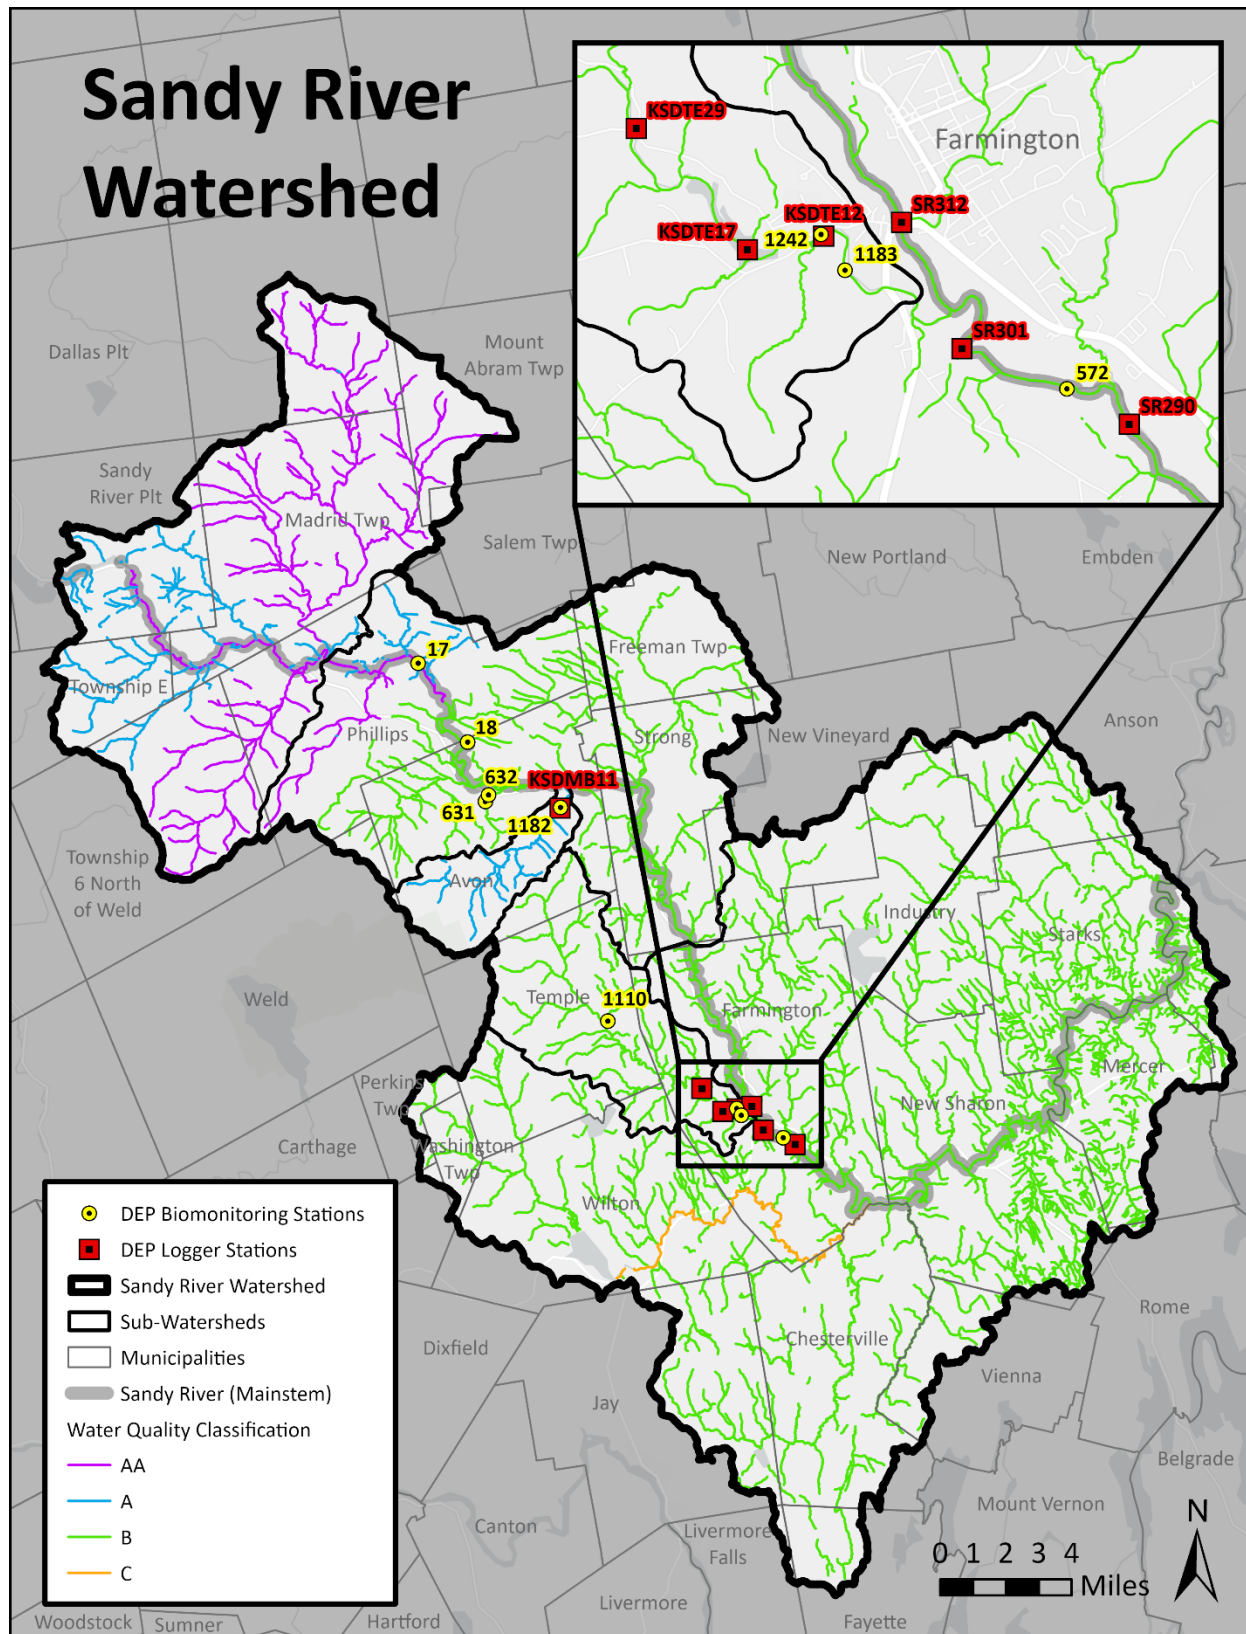 Sandy River
Watershed
KSDTE29
Farmington
KSDTE12
SR312
KSDTE17
1242
1183
SR301
572
SR290
Dallas Plt
Mount
Abram Twp
Sandy
River Plt
Madrid Twp
Salem Twp
New Portland
Embden
Freeman Twp
17
Township E
Anson
Phillips
18
Strong
New Vineyard
632
KSDMB11
631
1182
Township
6 North
of Weld
Avon
Industry
Starks
Weld
Temple
1110
Farmington
Mercer
Perkins
Twp
New Sharon
Carthage
Washington
Twp
Wilton
DEP Biomonitoring Stations
DEP Logger Stations
Sandy River Watershed
Sub-Watersheds
Municipalities
Sandy River (Mainstem)
Water Quality Classification
AA
A
B
C
Rome
Dixfield
Chesterville
Vienna
Jay
Belgrade
Mount Vernon
Canton
Livermore
Falls
N
0 1 2 3 4
Miles
Livermore
Fayette
Woodstock
Sumner
Hartford